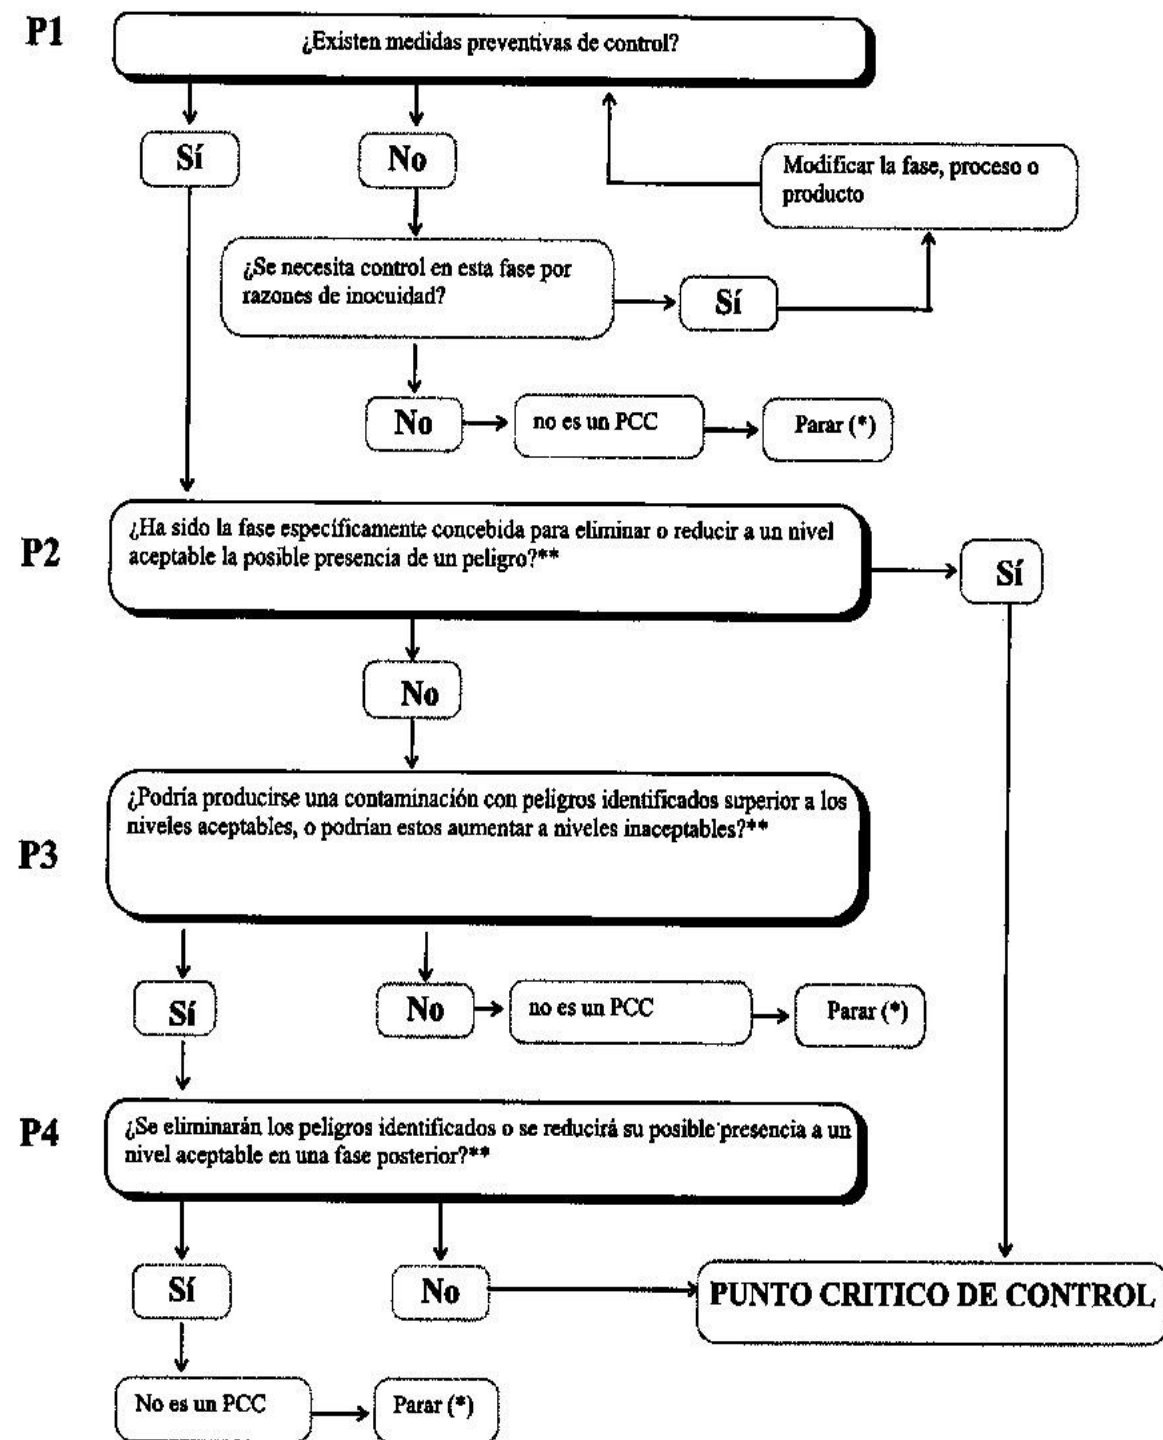 P1
¿Existen medidas preventivas de control?
Sí
No
Modificar la fase, proceso o
producto
¿Se necesita control en esta fase por
razones de inocuidad?
Sí
No
no es un PCC
Parar (*)
P2
¿Ha sido la fase específicamente concebida para eliminar o reducir a un nivel
aceptable la posible presencia de un peligro?**
Sí
No
P3
¿Podría producirse una contaminación con peligros identificados superior a los
niveles aceptables, o podrían estos aumentar a niveles inaceptables?**
Sí
No
no es un PCC
Parar (*)
P4
¿Se eliminarán los peligros identificados o se reducirá su posible presencia a un
nivel aceptable en una fase posterior?**
Sí
No
PUNTO CRITICO DE CONTROL
No es un PCC
Parar (*)